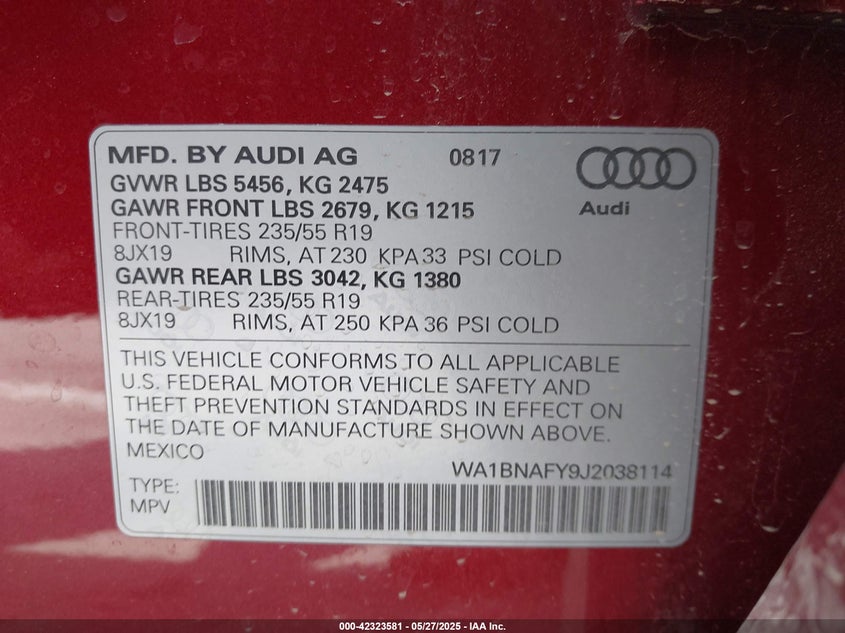 MFD. BY AUDI AG 0817
Audi
GVWR LBS 5456, KG 2475
GAWR FRONT LBS 2679, KG 1215
FRONT-TIRES 235/55 R19
8JX19 RIMS, AT 230 KPA 33 PSI COLD
GAWR REAR LBS 3042, KG 1380
REAR-TIRES 235/55 R19
8JX19 RIMS, AT 250 KPA 36 PSI COLD
THIS VEHICLE CONFORMS TO ALL APPLICABLE
U.S. FEDERAL MOTOR VEHICLE SAFETY AND
THEFT PREVENTION STANDARDS IN EFFECT ON
THE DATE OF MANUFACTURE SHOWN ABOVE.
MEXICO
WA1BNAFY9J2038114
TYPE:
MPV
000-42323581 - 05/27/2025 - IAA Inc.